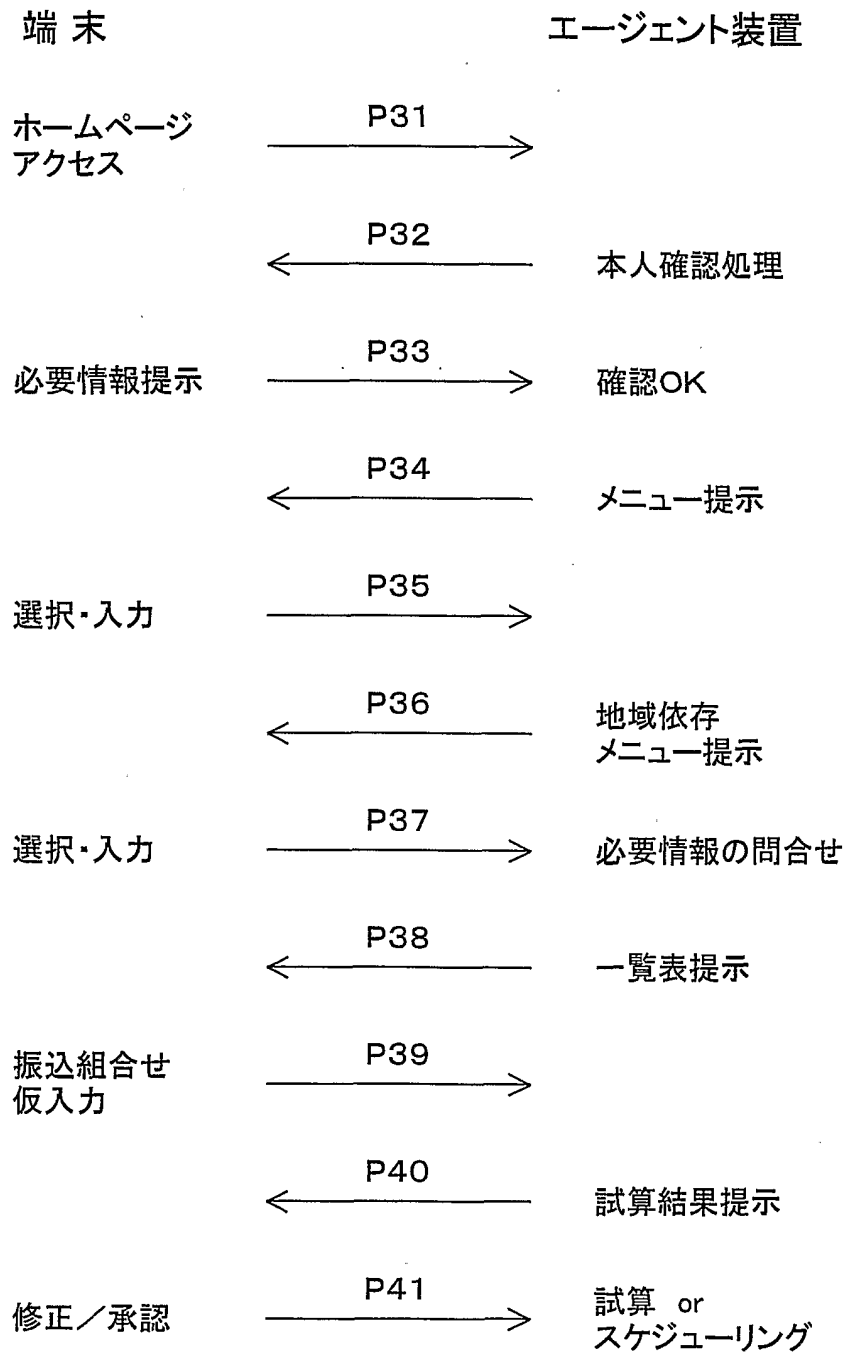 端 末
エージェント装置
ホームページ
アクセス
P31
P32
本人確認処理
必要情報提示
P33
確認OK
P34
メニュー提示
選択・入力
P35
P36
地域依存
メニュー提示
選択・入力
P37
必要情報の問合せ
P38
一覧表提示
振込組合せ
仮入力
P39
P40
試算結果提示
修正／承認
P41
試算 or
スケジューリング